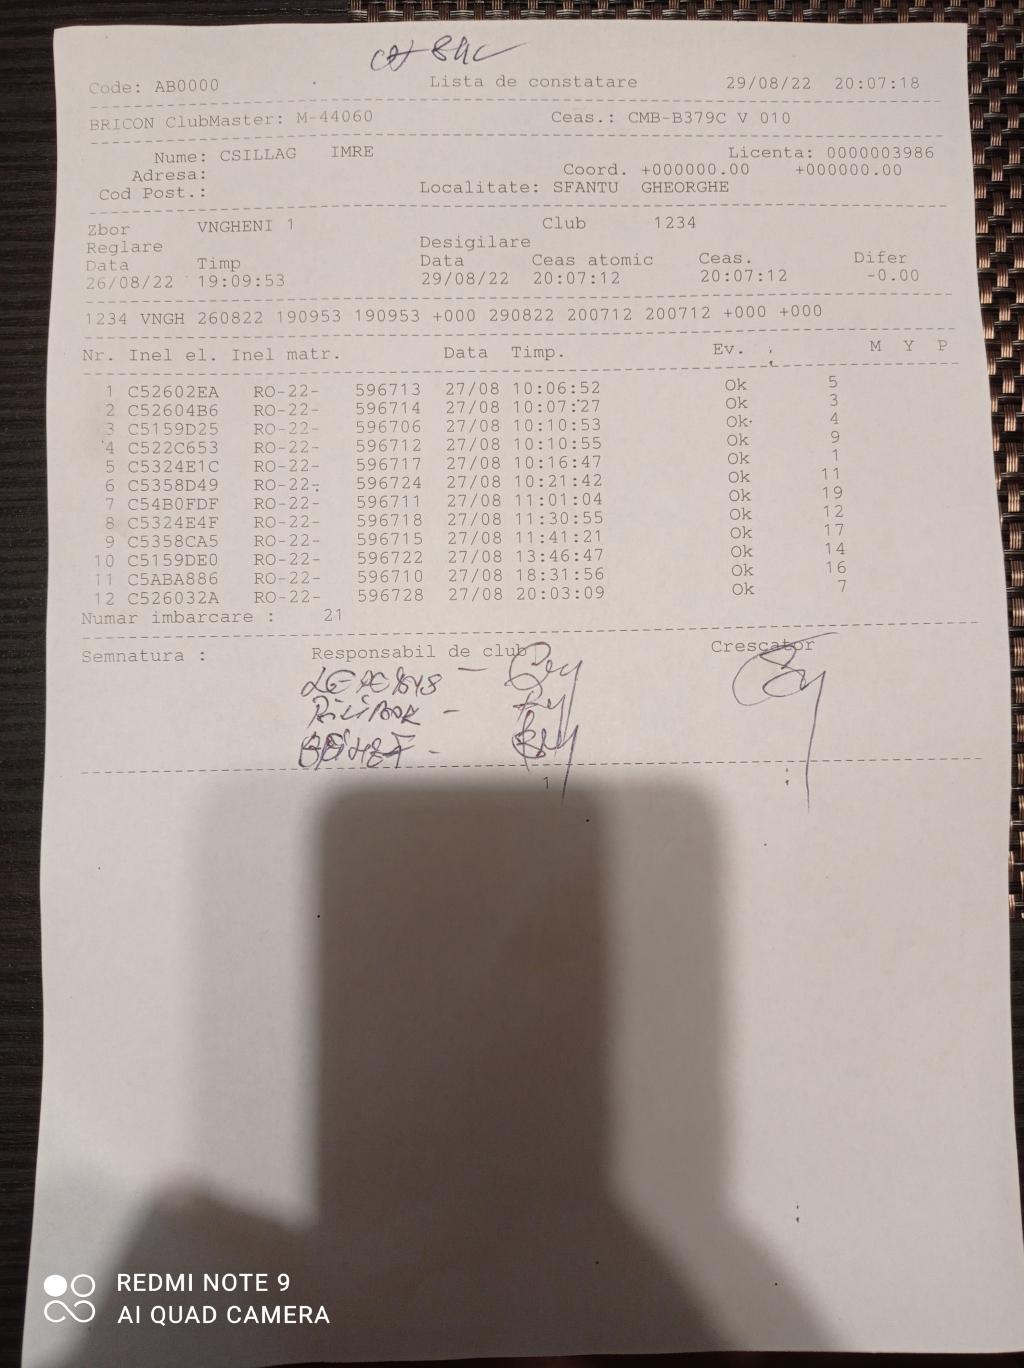 Code: AB0000 Lista de constatare 29/08/22 20:07:18
BRICON ClubMaster: M-44060 Ceas.: CMB-B379C V 010
Nume: CSILLAG IMRE Licenta: 0000003986
Adresa: Coord. +000000.00 +000000.00
Cod Post.: Localitate: SFANTU GHEORGHE
Zbor VNGHENI 1 Club 1234
Reglare Desigilare
Data Timp Data Ceas atomic Ceas. Difer
26/08/22 19:09:53 29/08/22 20:07:12 20:07:12 -0.00
1234 VNGH 260822 190953 190953 +000 290822 200712 200712 +000 +000
Nr. Inel el. Inel matr. Data Timp. Ev. M Y P
1 C52602EA RO-22- 596713 27/08 10:06:52 Ok 5
2 C52604B6 RO-22- 596714 27/08 10:07:27 Ok 3
3 C5159D25 RO-22- 596706 27/08 10:10:53 Ok 4
4 C522C653 RO-22- 596712 27/08 10:10:55 Ok 9
5 C5324E1C RO-22- 596717 27/08 10:16:47 Ok 1
6 C5358D49 RO-22- 596724 27/08 10:21:42 Ok 11
7 C54B0FDF RO-22- 596711 27/08 11:01:04 Ok 19
8 C5324E4F RO-22- 596718 27/08 11:30:55 Ok 12
9 C5358CA5 RO-22- 596715 27/08 11:41:21 Ok 17
10 C5159DE0 RO-22- 596722 27/08 13:46:47 Ok 14
11 C5ABA886 RO-22- 596710 27/08 18:31:56 Ok 16
12 C526032A RO-22- 596728 27/08 20:03:09 Ok 7
Numar imbarcare : 21
Semnatura : Responsabil de club Crescator
1
REDMI NOTE 9
AI QUAD CAMERA